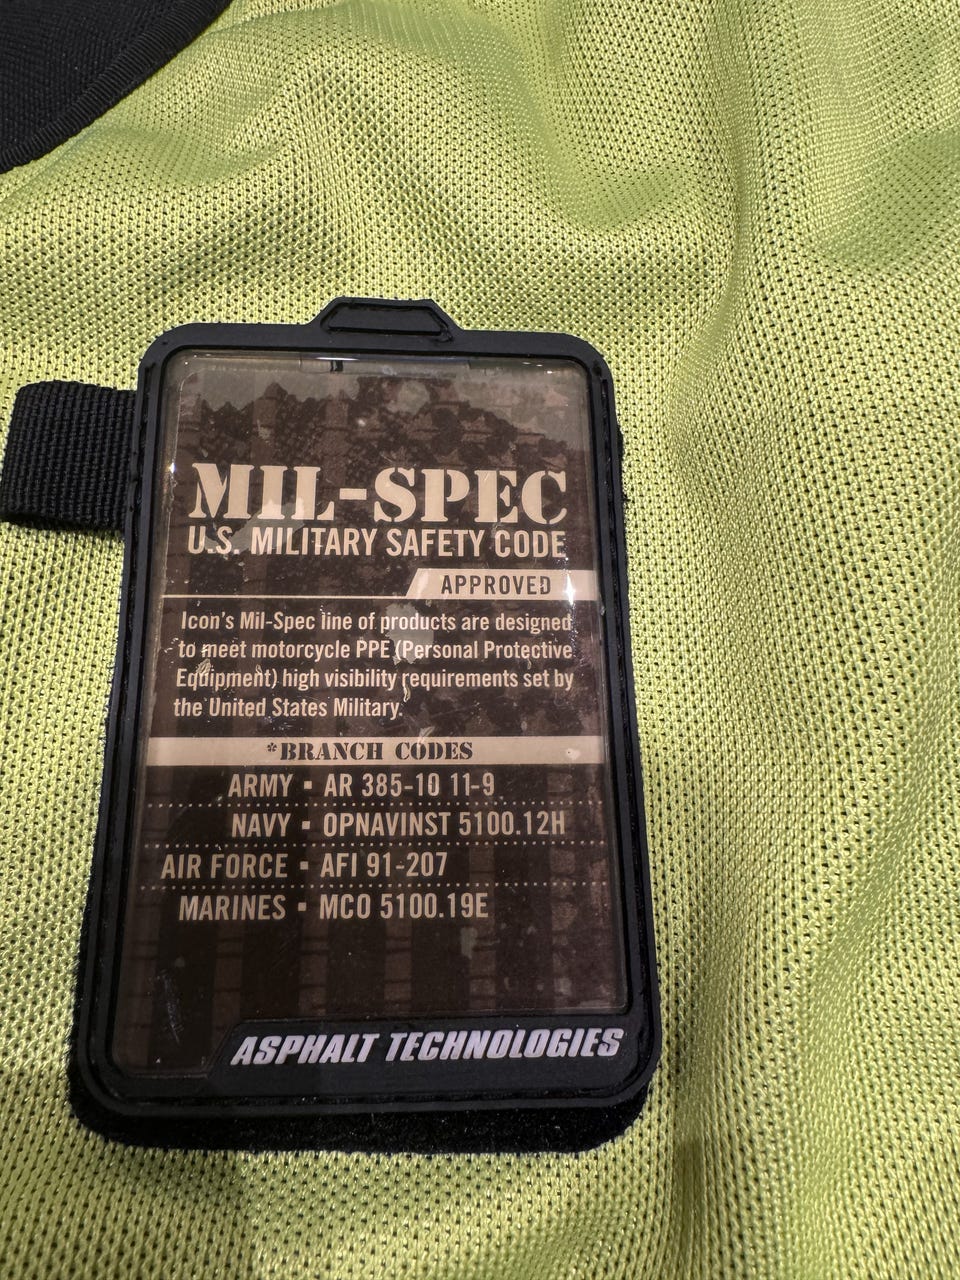 MIL-SPEC
U.S. MILITARY SAFETY CODE
APPROVED
Icon's Mil-Spec line of products are designed
to meet motorcycle PPE (Personal Protective
Equipment) high visibility requirements set by
the United States Military.
*BRANCH CODES
ARMY ▪ AR 385-10 11-9
NAVY ▪ OPNAVINST 5100.12H
AIR FORCE ▪ AFI 91-207
MARINES ▪ MCO 5100.19E
ASPHALT TECHNOLOGIES